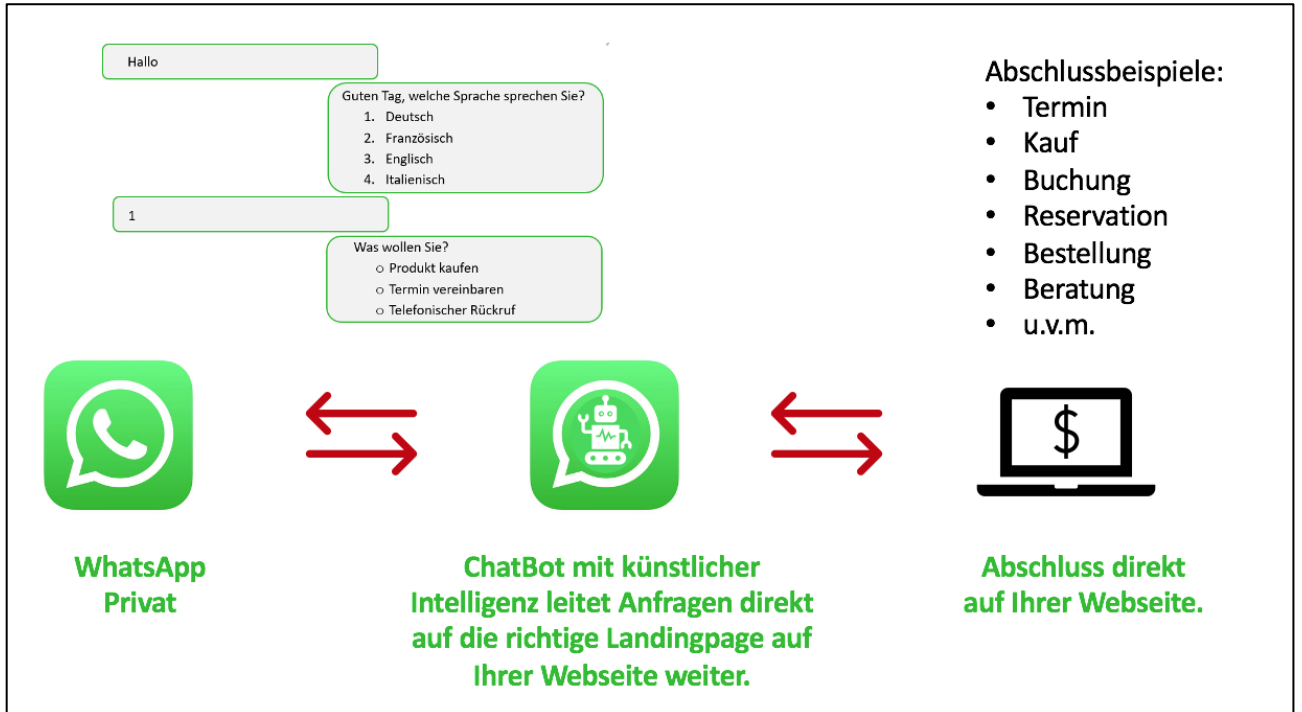 Hallo
Guten Tag, welche Sprache sprechen Sie?
1. Deutsch
2. Französisch
3. Englisch
4. Italienisch
1
Was wollen Sie?
o Produkt kaufen
o Termin vereinbaren
o Telefonischer Rückruf
Abschlussbeispiele:
• Termin
• Kauf
• Buchung
• Reservation
• Bestellung
• Beratung
• u.v.m.
$
WhatsApp
Privat
ChatBot mit künstlicher
Intelligenz leitet Anfragen direkt
auf die richtige Landingpage auf
Ihrer Webseite weiter.
Abschluss direkt
auf Ihrer Webseite.